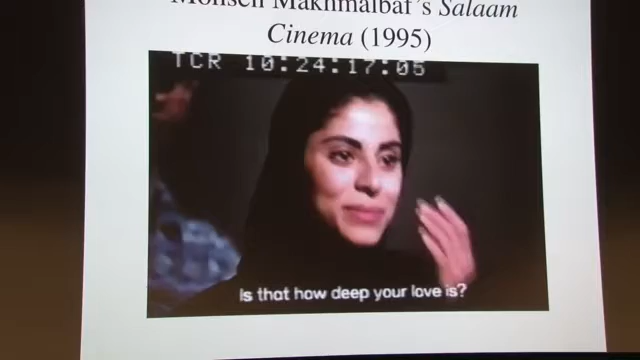 Mohsen Makhmalbaf's Salaam
Cinema (1995)
TCR 10:24:17:05
Is that how deep your love is?